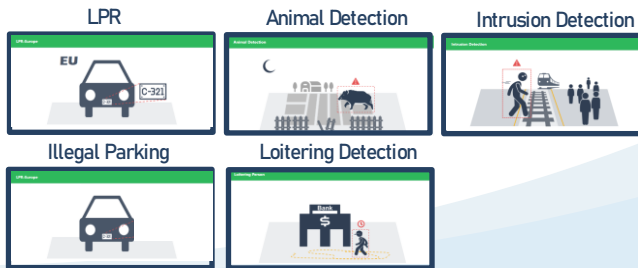 LPR
Animal Detection
Intrusion Detection
LPR Europe
Animal Detection
Intrusion Detection
EU
C-321
Illegal Parking
Loitering Detection
LPR Europe
Loitering Person
Bank
$